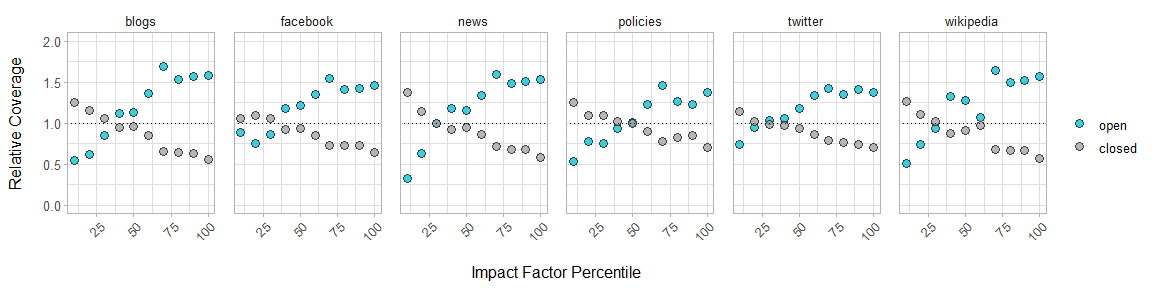 blogs facebook news policies twitter wikipedia
Relative Coverage
2.0
1.5
1.0
0.5
0.0
open
closed
25 50 75 100 25 50 75 100 25 50 75 100 25 50 75 100 25 50 75 100 25 50 75 100
Impact Factor Percentile